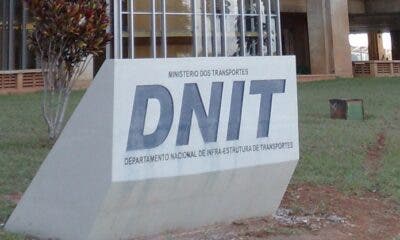 MINISTÉRIO DOS TRANSPORTES
DNIT
DEPARTAMENTO NACIONAL DE INFRA-ESTRUTURA DE TRANSPORTES